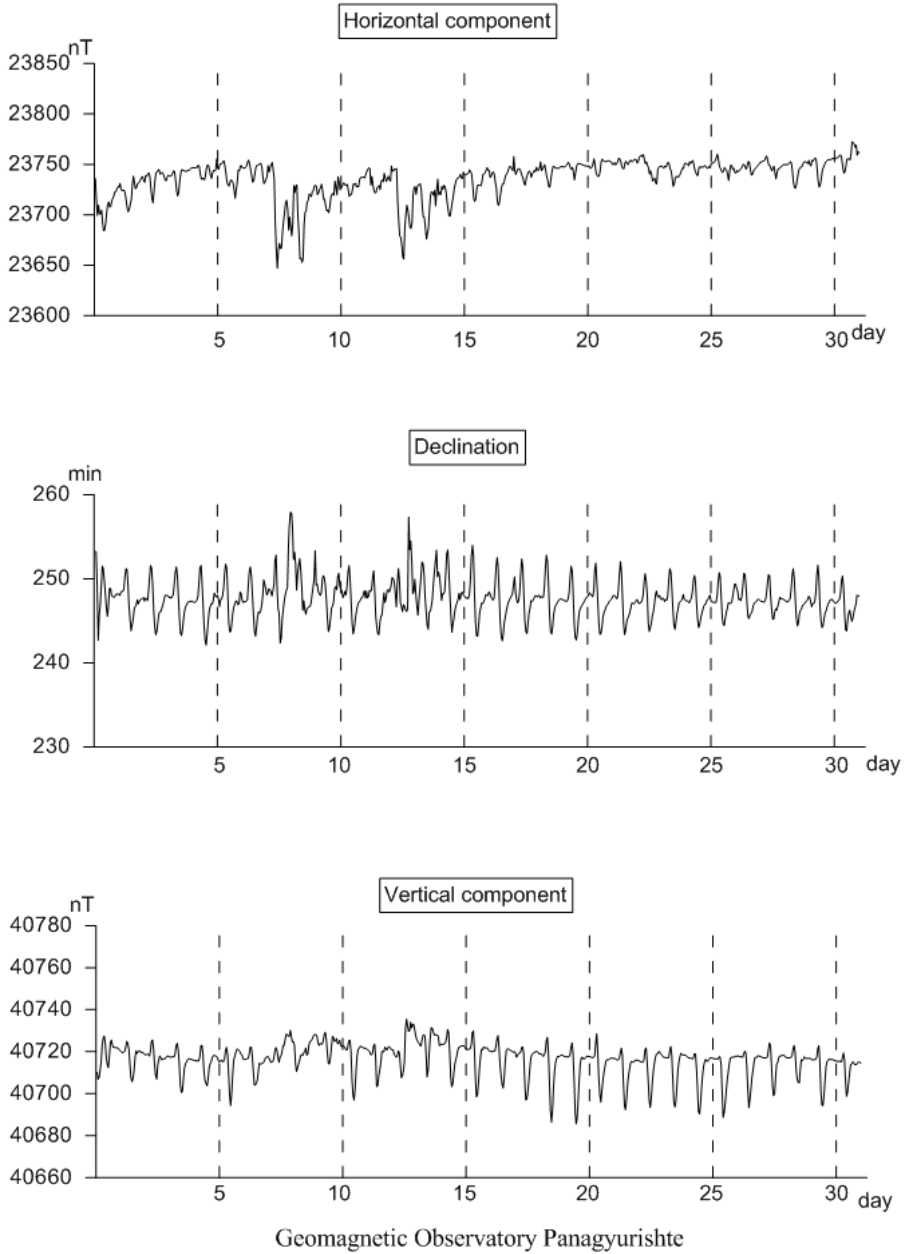 Horizontal component
nT
23850
23800
23750
23700
23650
23600
5 10 15 20 25 30 day
Declination
min
260
250
240
230
5 10 15 20 25 30 day
Vertical component
nT
40780
40760
40740
40720
40700
40680
40660
5 10 15 20 25 30 day
Geomagnetic Observatory Panagyurishte